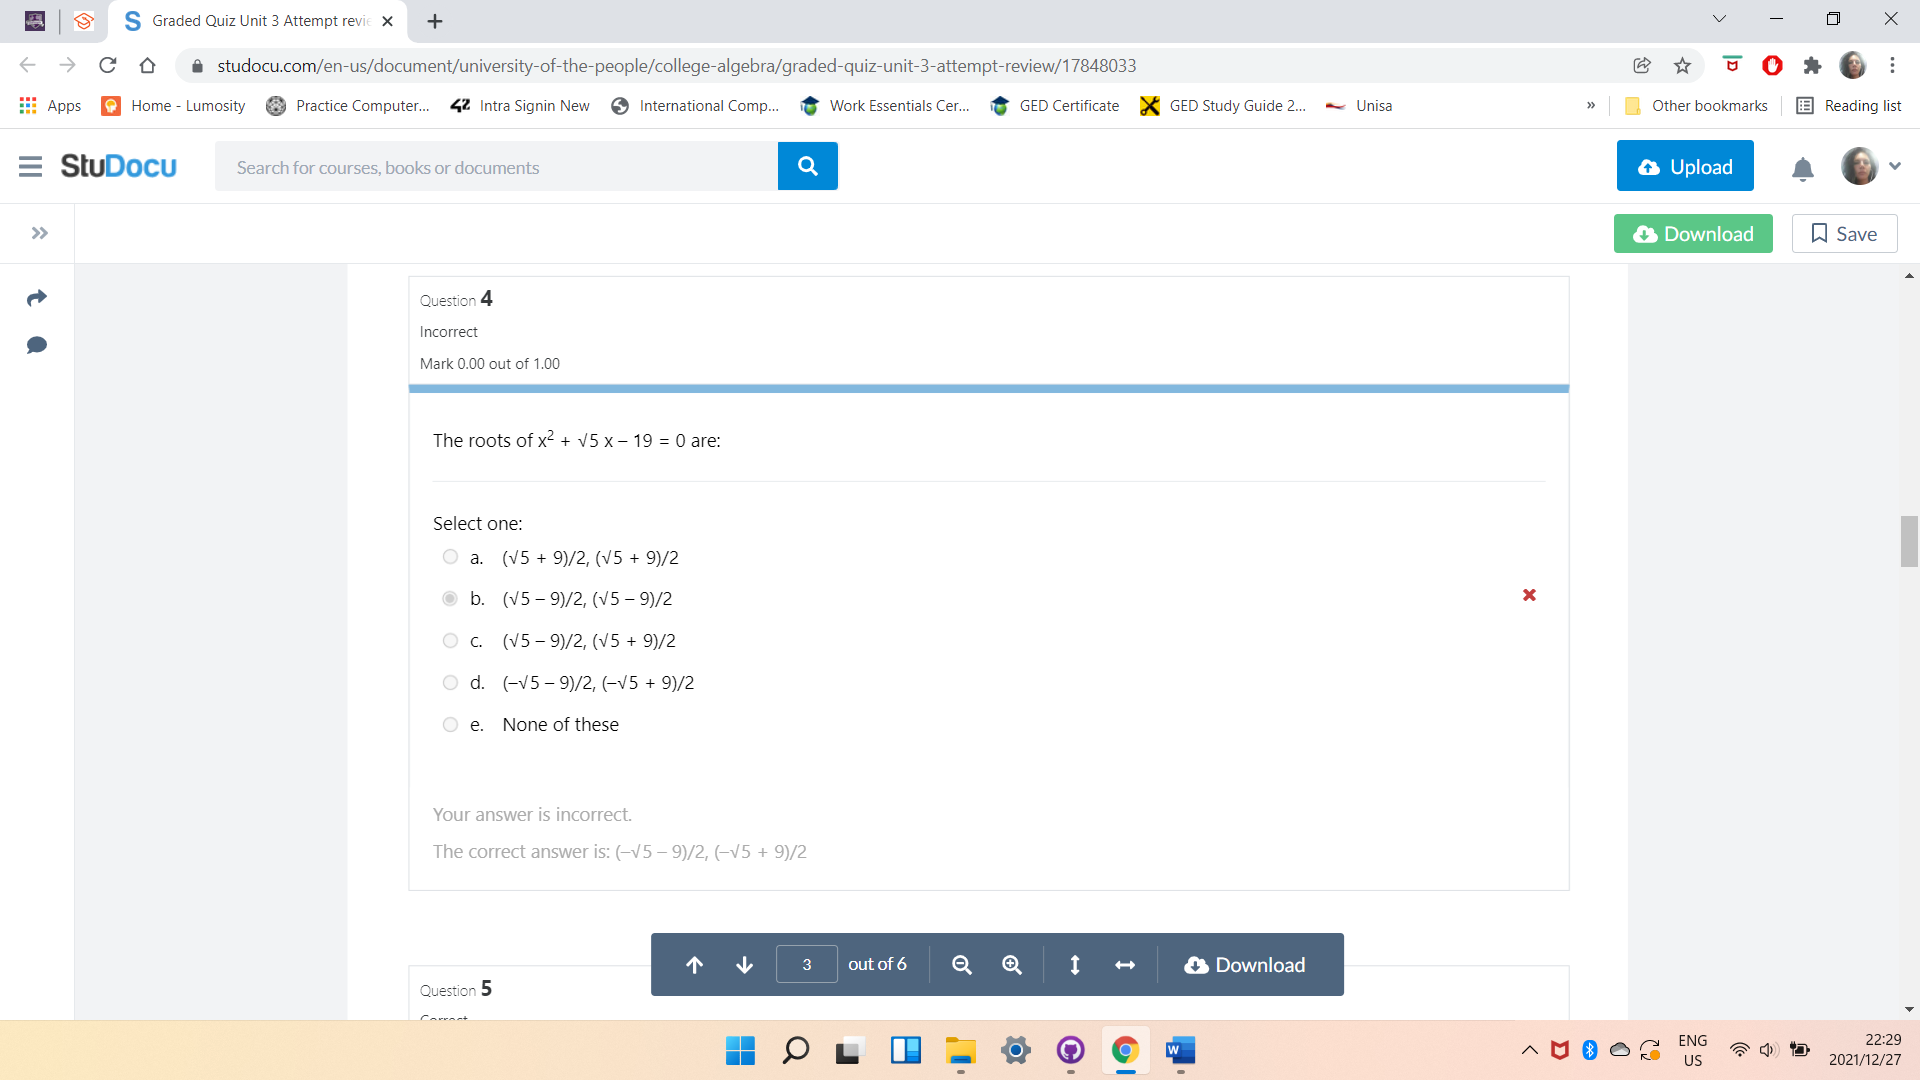 Graded Quiz Unit 3 Attempt revie
studocu.com/en-us/document/university-of-the-people/college-algebra/graded-quiz-unit-3-attempt-review/17848033
Apps Home - Lumosity Practice Computer... Intra Signin New International Comp... Work Essentials Cer... GED Certificate GED Study Guide 2... Unisa » Other bookmarks Reading list
StuDocu Search for courses, books or documents Upload
Download Save
Question 4
Incorrect
Mark 0.00 out of 1.00
The roots of x² + √5 x – 19 = 0 are:
Select one:
a. (√5 + 9)/2, (√5 + 9)/2
b. (√5 – 9)/2, (√5 – 9)/2
c. (√5 – 9)/2, (√5 + 9)/2
d. (–√5 – 9)/2, (–√5 + 9)/2
e. None of these
Your answer is incorrect.
The correct answer is: (–√5 – 9)/2, (–√5 + 9)/2
3 out of 6 Download
Question 5
Correct
ENG
US
22:29
2021/12/27